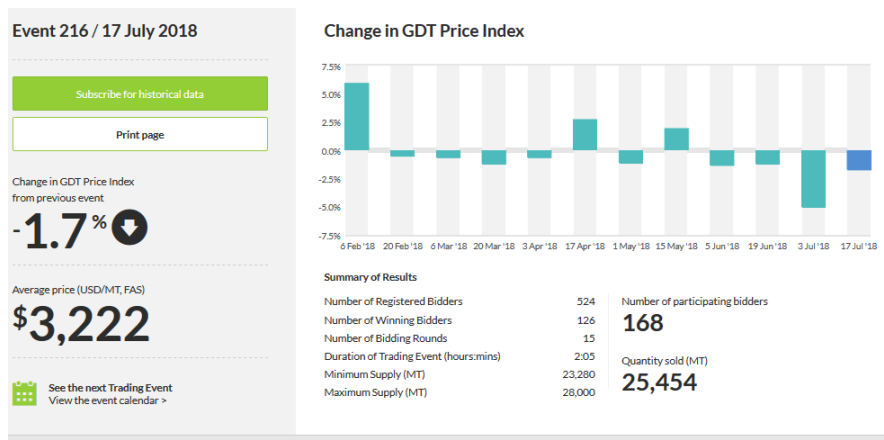 Event 216 / 17 July 2018
Subscribe for historical data
Print page
Change in GDT Price Index
from previous event
-1.7%
Average price (USD/MT, FAS)
$3,222
See the next Trading Event
View the event calendar >
Change in GDT Price Index
7.5%
5.0%
2.5%
0.0%
-2.5%
-5.0%
-7.5%
6 Feb '18 20 Feb '18 6 Mar '18 20 Mar '18 3 Apr '18 17 Apr '18 1 May '18 15 May '18 5 Jun '18 19 Jun '18 3 Jul '18 17 Jul '18
Summary of Results
Number of Registered Bidders 524
Number of Winning Bidders 126
Number of Bidding Rounds 15
Duration of Trading Event (hours:mins) 2:05
Minimum Supply (MT) 23,280
Maximum Supply (MT) 28,000
Number of participating bidders
168
Quantity sold (MT)
25,454